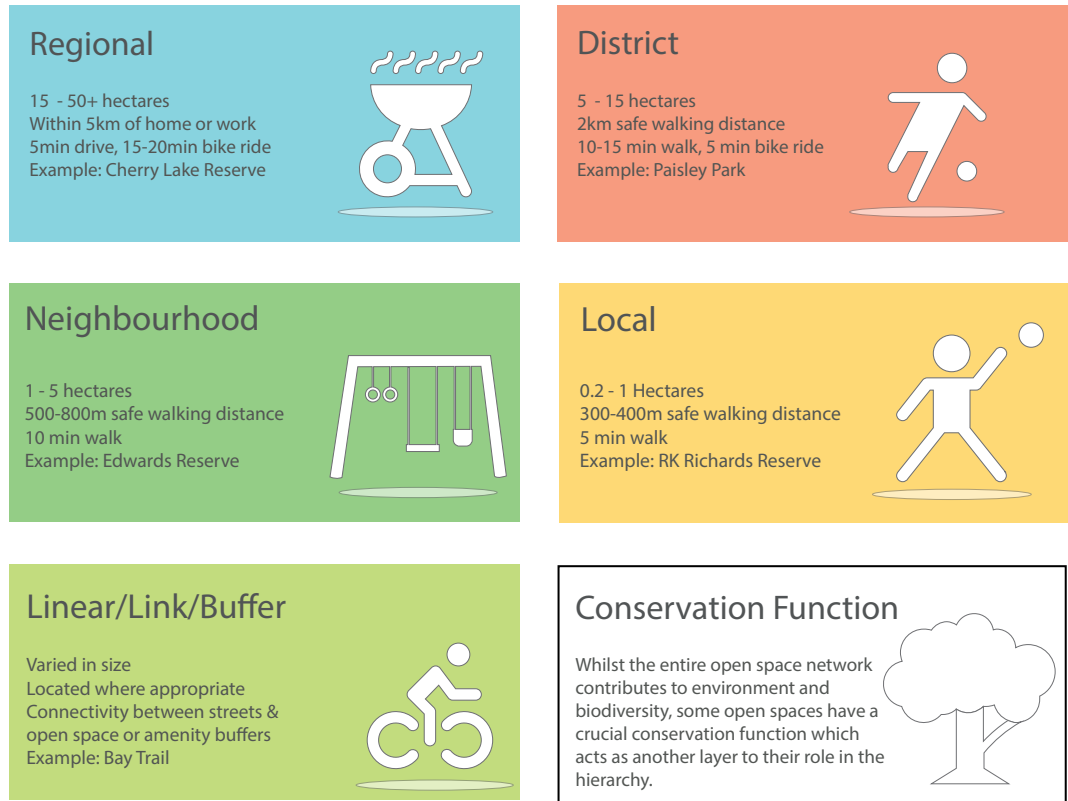 Regional
15 - 50+ hectares
Within 5km of home or work
5min drive, 15-20min bike ride
Example: Cherry Lake Reserve
District
5 - 15 hectares
2km safe walking distance
10-15 min walk, 5 min bike ride
Example: Paisley Park
Neighbourhood
1 - 5 hectares
500-800m safe walking distance
10 min walk
Example: Edwards Reserve
Local
0.2 - 1 Hectares
300-400m safe walking distance
5 min walk
Example: RK Richards Reserve
Linear/Link/Buffer
Varied in size
Located where appropriate
Connectivity between streets &
open space or amenity buffers
Example: Bay Trail
Conservation Function
Whilst the entire open space network
contributes to environment and
biodiversity, some open spaces have a
crucial conservation function which
acts as another layer to their role in the
hierarchy.